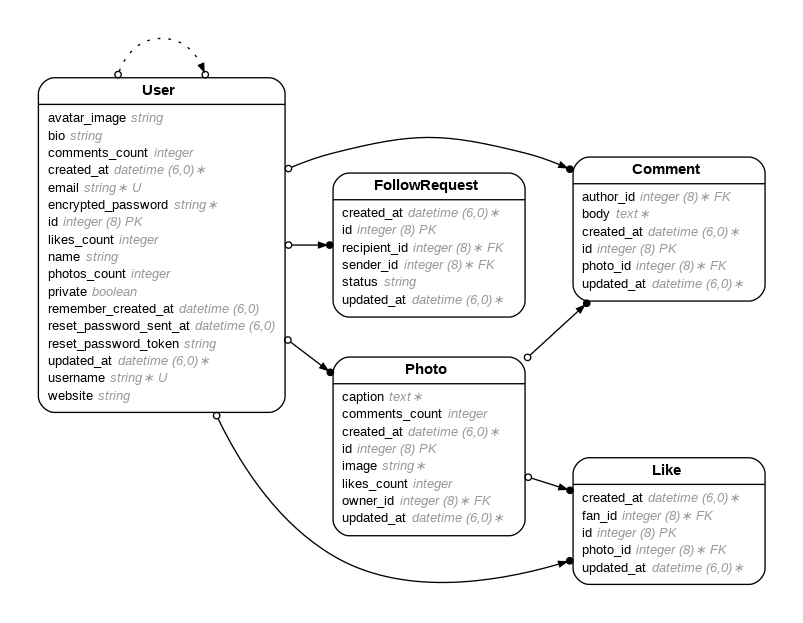 User
avatar_image string
bio string
comments_count integer
created_at datetime (6,0)∗
email string∗ U
encrypted_password string∗
id integer (8) PK
likes_count integer
name string
photos_count integer
private boolean
remember_created_at datetime (6,0)
reset_password_sent_at datetime (6,0)
reset_password_token string
updated_at datetime (6,0)∗
username string∗ U
website string
FollowRequest
created_at datetime (6,0)∗
id integer (8) PK
recipient_id integer (8)∗ FK
sender_id integer (8)∗ FK
status string
updated_at datetime (6,0)∗
Photo
caption text∗
comments_count integer
created_at datetime (6,0)∗
id integer (8) PK
image string∗
likes_count integer
owner_id integer (8)∗ FK
updated_at datetime (6,0)∗
Comment
author_id integer (8)∗ FK
body text∗
created_at datetime (6,0)∗
id integer (8) PK
photo_id integer (8)∗ FK
updated_at datetime (6,0)∗
Like
created_at datetime (6,0)∗
fan_id integer (8)∗ FK
id integer (8) PK
photo_id integer (8)∗ FK
updated_at datetime (6,0)∗